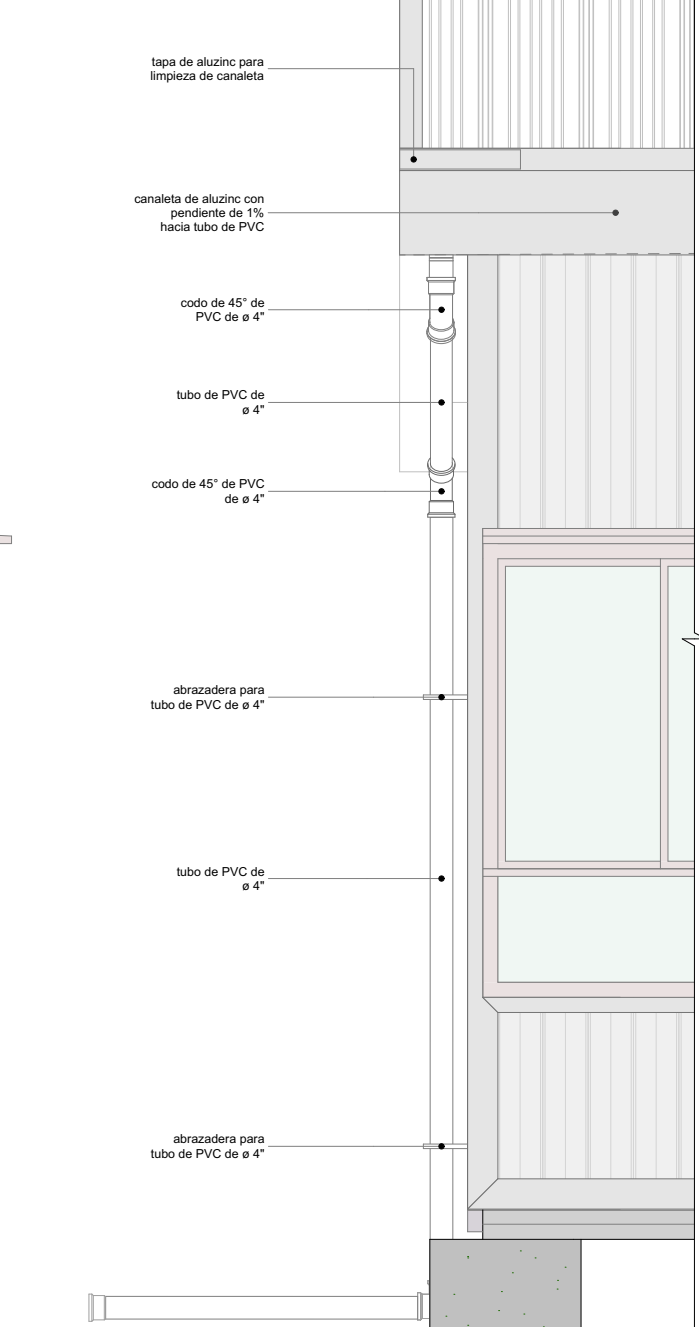 tapa de aluzinc para
limpieza de canaleta
canaleta de aluzinc con
pendiente de 1%
hacia tubo de PVC
codo de 45° de
PVC de ø 4"
tubo de PVC de
ø 4"
codo de 45° de PVC
de ø 4"
abrazadera para
tubo de PVC de ø 4"
tubo de PVC de
ø 4"
abrazadera para
tubo de PVC de ø 4"